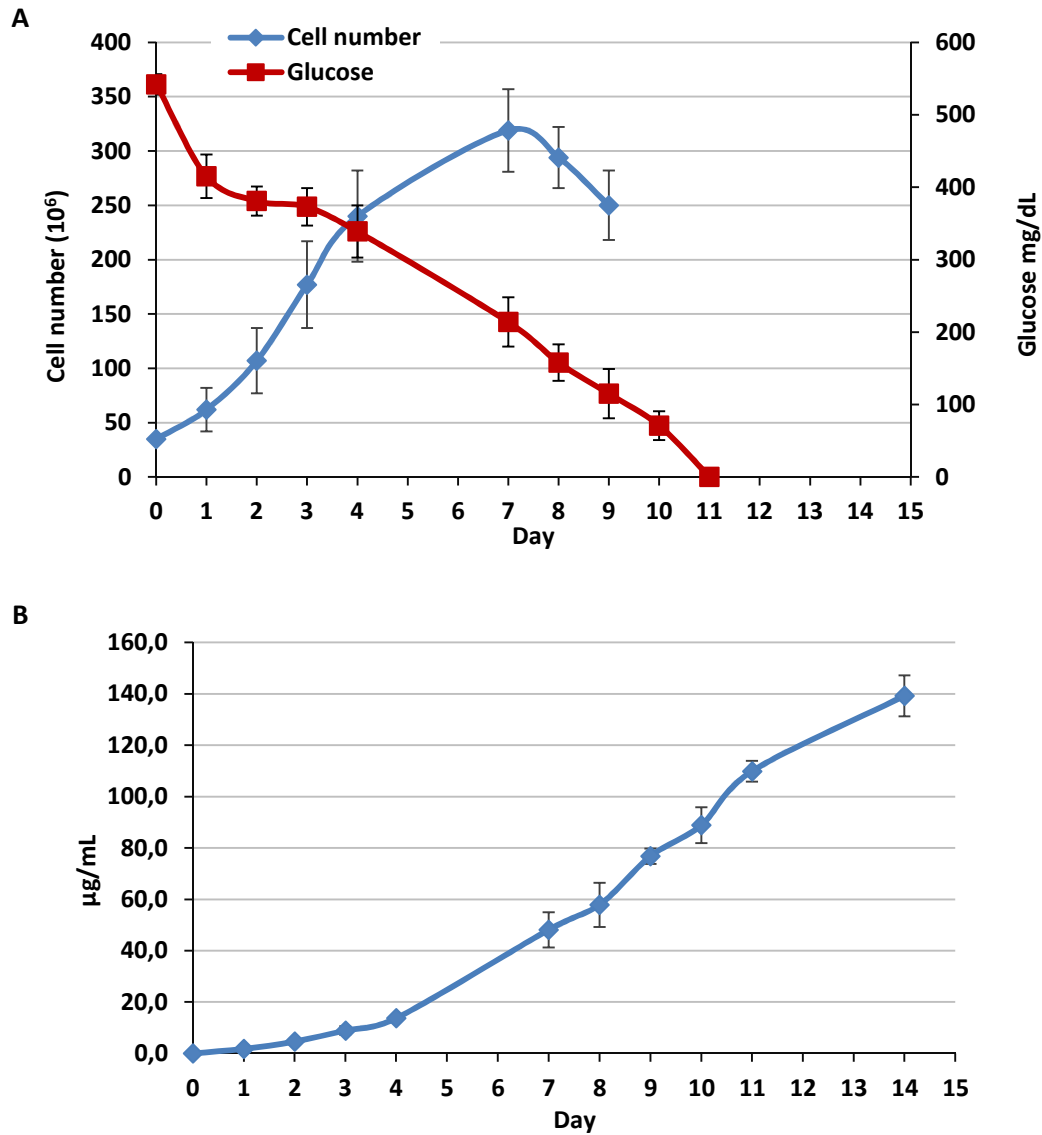 A
Cell number
Glucose
400
350
300
250
200
150
100
50
0
Cell number (10⁶)
600
500
400
300
200
100
0
Glucose mg/dL
0 1 2 3 4 5 6 7 8 9 10 11 12 13 14 15
Day
B
160,0
140,0
120,0
100,0
80,0
60,0
40,0
20,0
0,0
µg/mL
0 1 2 3 4 5 6 7 8 9 10 11 12 13 14 15
Day